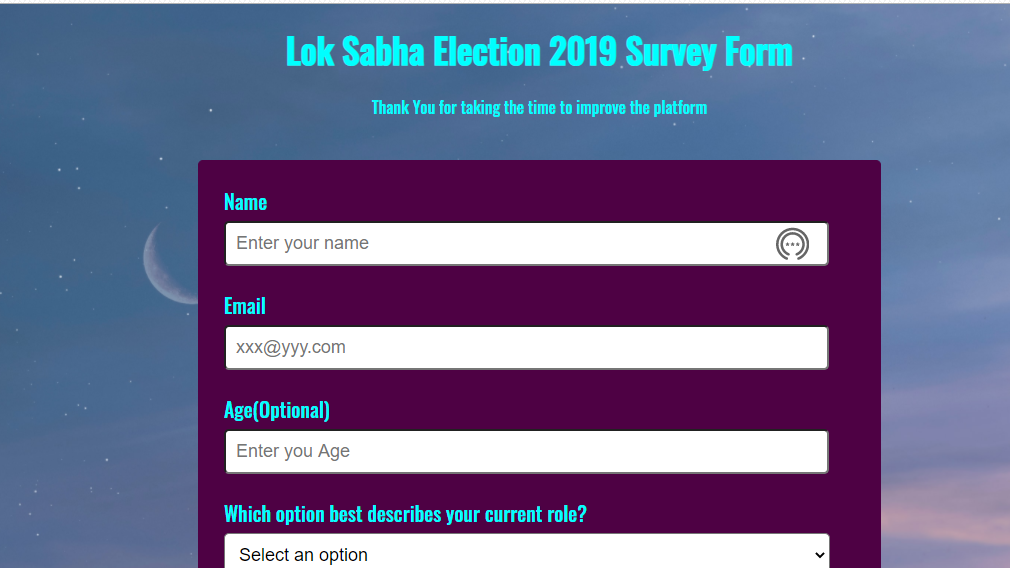 Lok Sabha Election 2019 Survey Form
Thank You for taking the time to improve the platform
Name
Enter your name
Email
xxx@yyy.com
Age(Optional)
Enter you Age
Which option best describes your current role?
Select an option